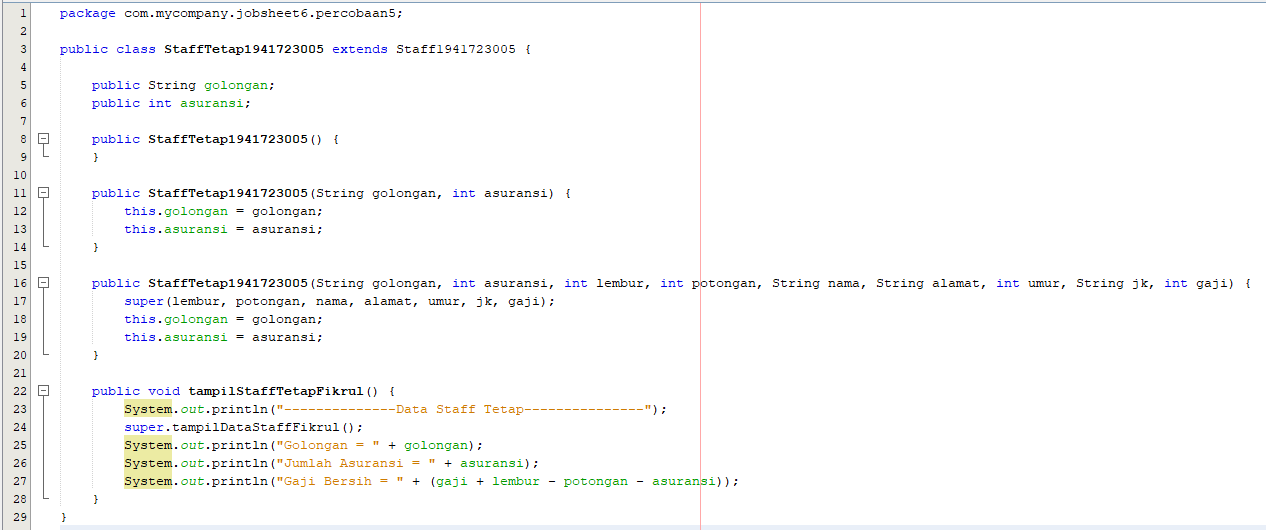 1 package com.mycompany.jobsheet6.percobaan5;
2
3 public class StaffTetap1941723005 extends Staff1941723005 {
4
5     public String golongan;
6     public int asuransi;
7
8     public StaffTetap1941723005() {
9     }
10
11     public StaffTetap1941723005(String golongan, int asuransi) {
12         this.golongan = golongan;
13         this.asuransi = asuransi;
14     }
15
16     public StaffTetap1941723005(String golongan, int asuransi, int lembur, int potongan, String nama, String alamat, int umur, String jk, int gaji) {
17         super(lembur, potongan, nama, alamat, umur, jk, gaji);
18         this.golongan = golongan;
19         this.asuransi = asuransi;
20     }
21
22     public void tampilStaffTetapFikrul() {
23         System.out.println("--------------Data Staff Tetap---------------");
24         super.tampilDataStaffFikrul();
25         System.out.println("Golongan = " + golongan);
26         System.out.println("Jumlah Asuransi = " + asuransi);
27         System.out.println("Gaji Bersih = " + (gaji + lembur - potongan - asuransi));
28     }
29 }